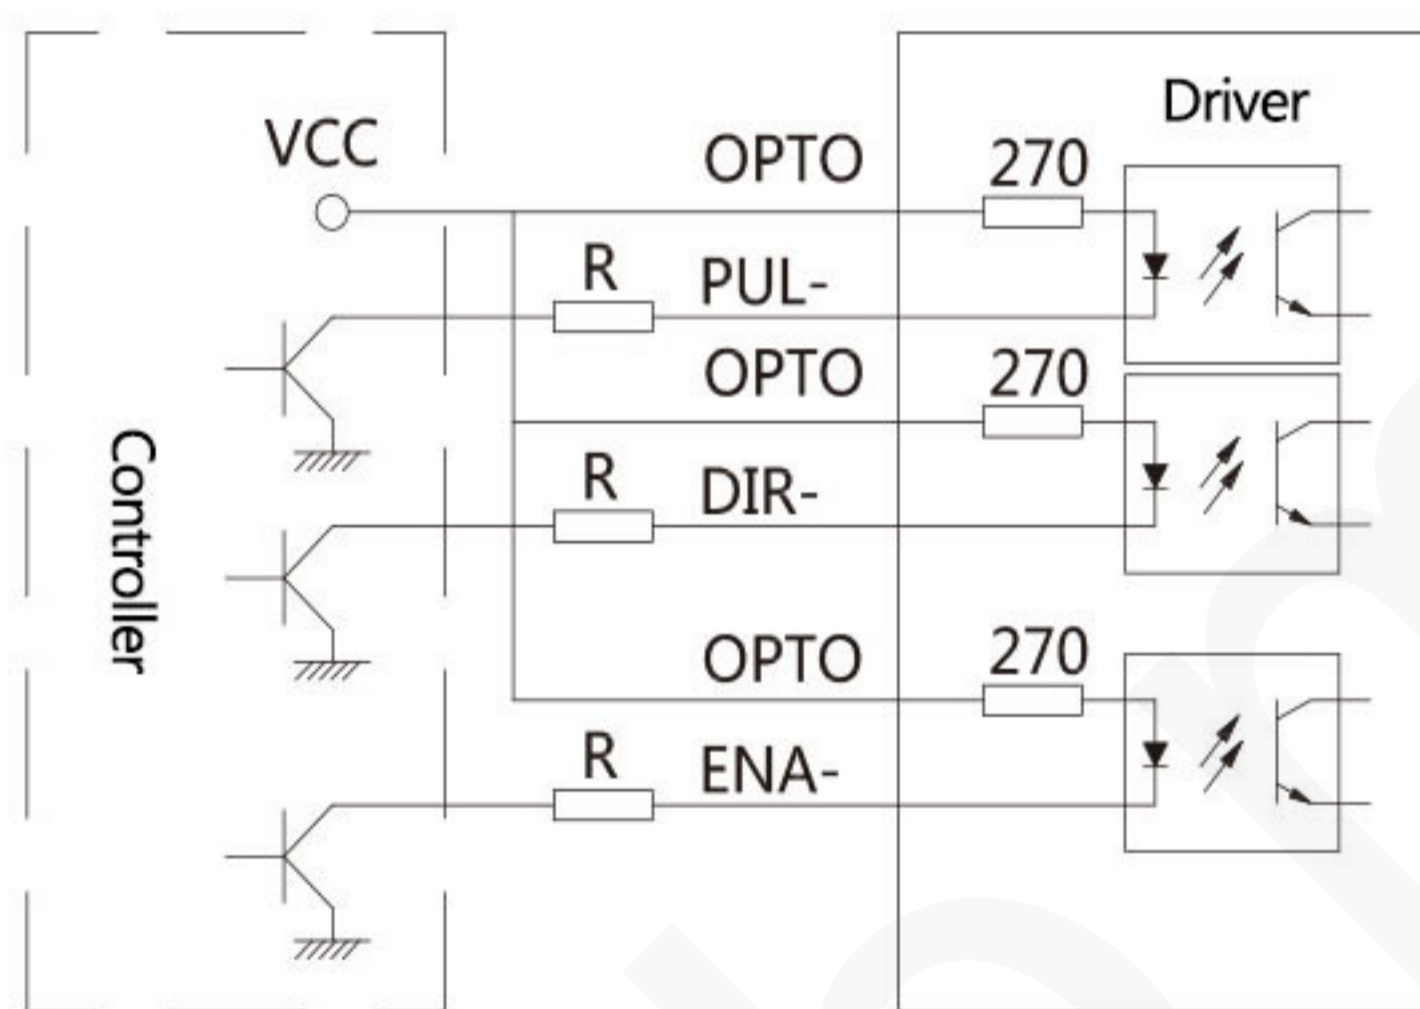 Driver
VCC
OPTO
270
R
PUL-
OPTO
270
R
DIR-
Controller
OPTO
270
R
ENA-